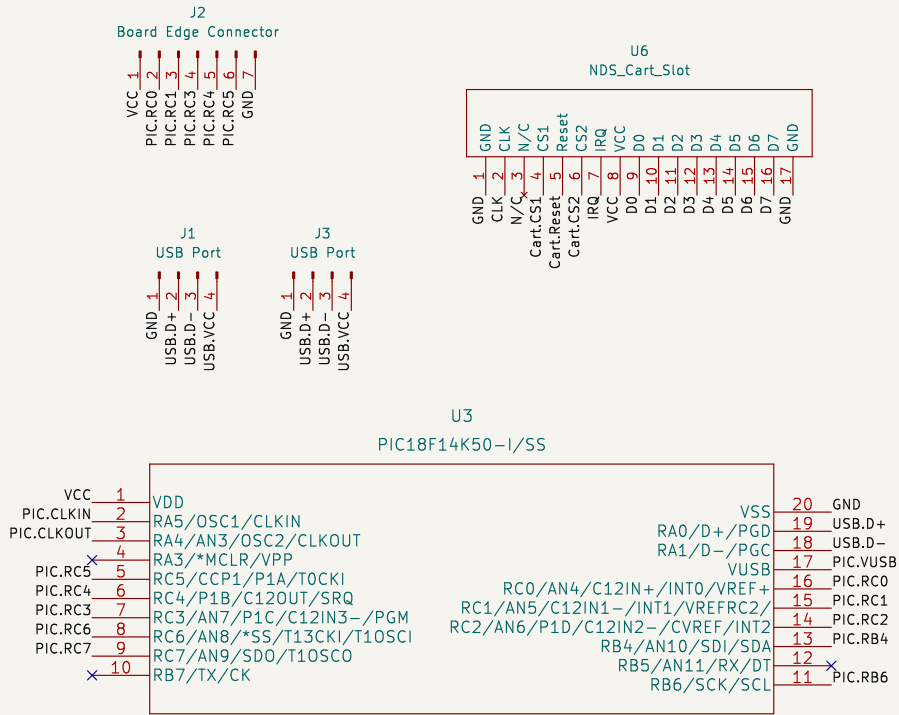 J2
Board Edge Connector
1 2 3 4 5 6 7
VCC
PIC.RC0
PIC.RC1
PIC.RC3
PIC.RC4
PIC.RC5
GND
U6
NDS_Cart_Slot
GND
CLK
N/C
CS1
Reset
CS2
IRQ
VCC
D0
D1
D2
D3
D4
D5
D6
D7
GND
1 2 3 4 5 6 7 8 9 10 11 12 13 14 15 16 17
GND
CLK
N/C
Cart.CS1
Cart.Reset
Cart.CS2
IRQ
VCC
D0
D1
D2
D3
D4
D5
D6
D7
GND
J1
USB Port
1 2 3 4
GND
USB.D+
USB.D-
USB.VCC
J3
USB Port
1 2 3 4
GND
USB.D+
USB.D-
USB.VCC
U3
PIC18F14K50-I/SS
VCC 1 VDD
PIC.CLKIN 2 RA5/OSC1/CLKIN
PIC.CLKOUT 3 RA4/AN3/OSC2/CLKOUT
4 RA3/*MCLR/VPP
PIC.RC5 5 RC5/CCP1/P1A/T0CKI
PIC.RC4 6 RC4/P1B/C12OUT/SRQ
PIC.RC3 7 RC3/AN7/P1C/C12IN3-/PGM
PIC.RC6 8 RC6/AN8/*SS/T13CKI/T1OSCI
PIC.RC7 9 RC7/AN9/SDO/T1OSCO
10 RB7/TX/CK
VSS 20 GND
RA0/D+/PGD 19 USB.D+
RA1/D-/PGC 18 USB.D-
VUSB 17 PIC.VUSB
RC0/AN4/C12IN+/INT0/VREF+ 16 PIC.RC0
RC1/AN5/C12IN1-/INT1/VREFRC2/ 15 PIC.RC1
RC2/AN6/P1D/C12IN2-/CVREF/INT2 14 PIC.RC2
RB4/AN10/SDI/SDA 13 PIC.RB4
RB5/AN11/RX/DT 12
RB6/SCK/SCL 11 PIC.RB6